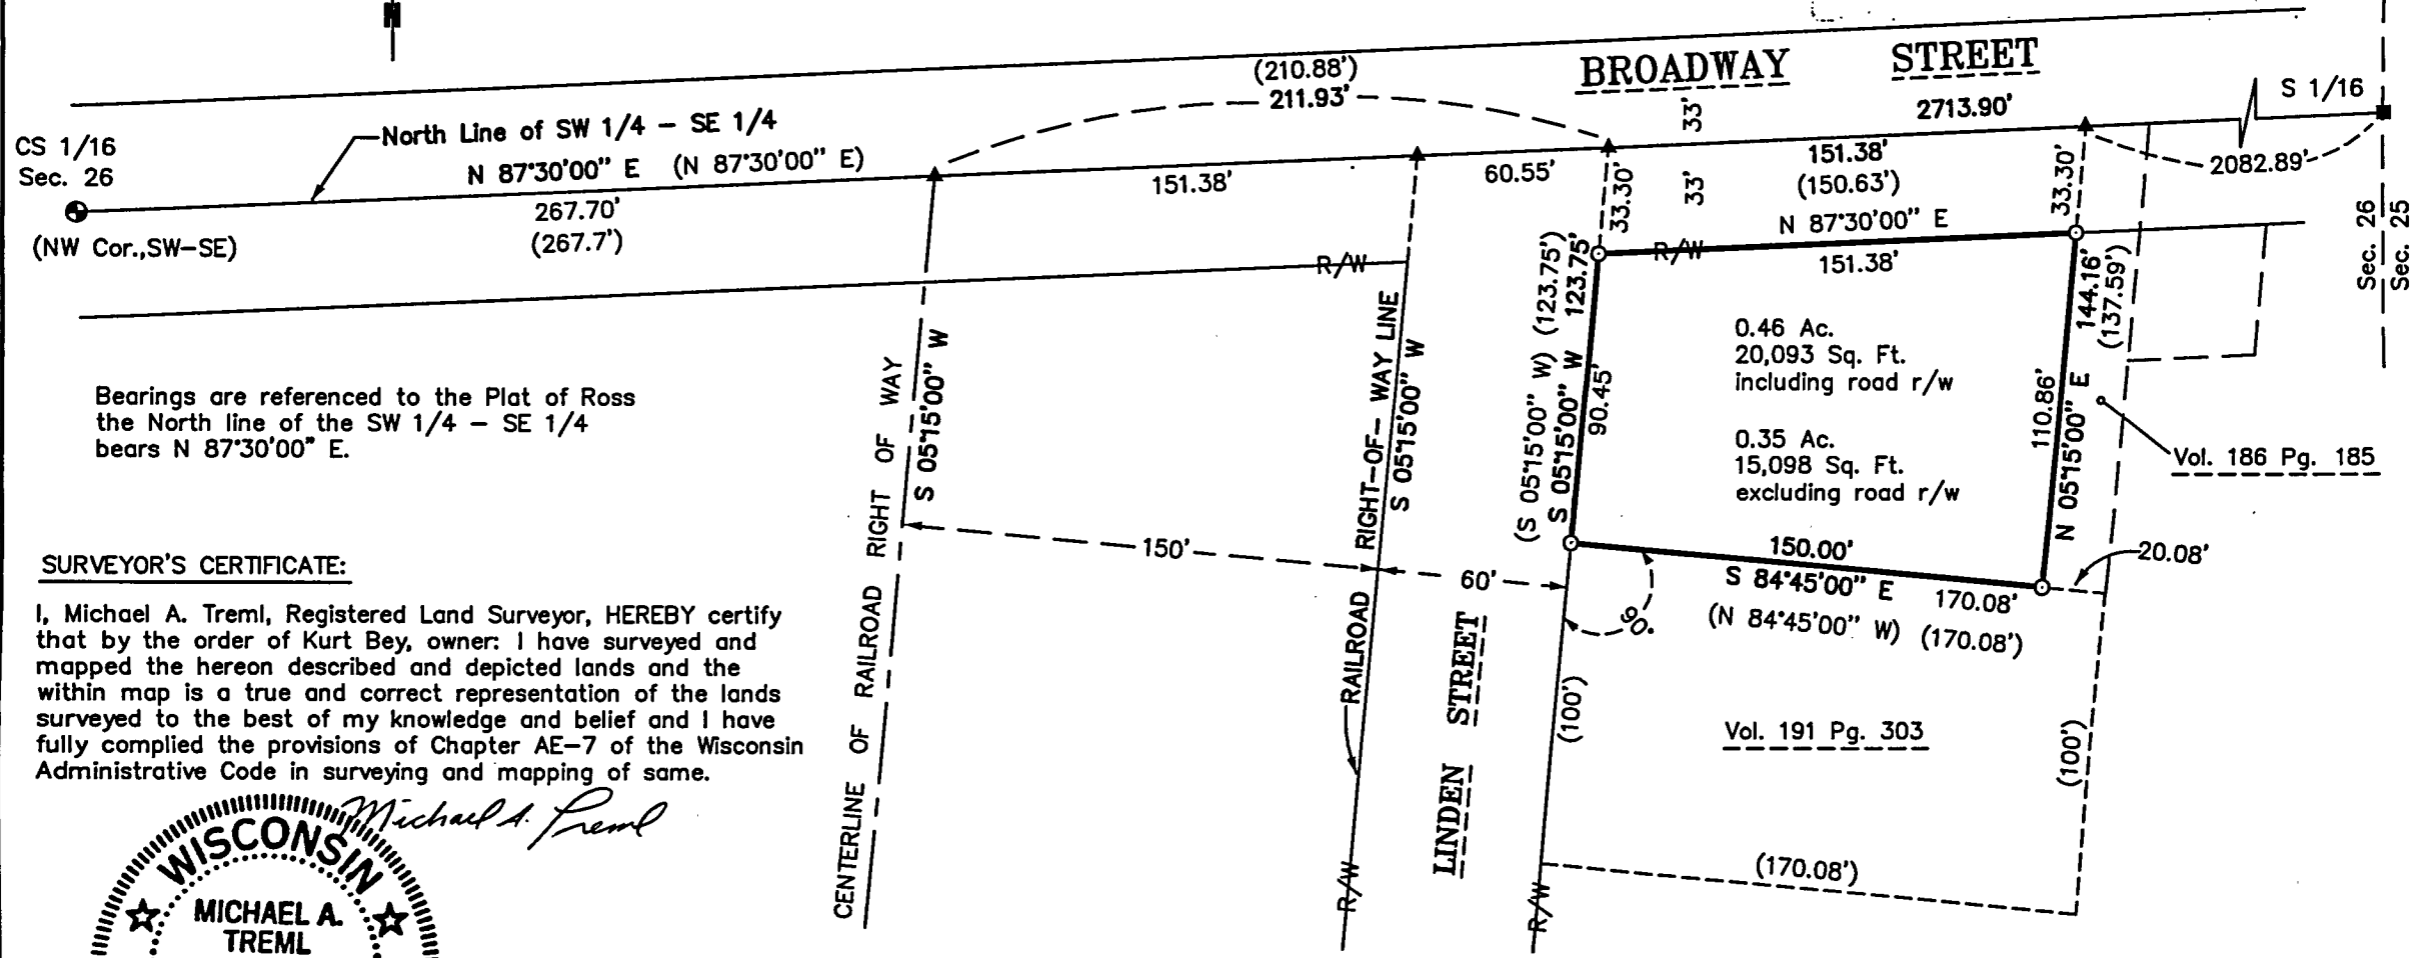 N
BROADWAY STREET
(210.88')
211.93'
33'
2713.90'
S 1/16
CS 1/16
Sec. 26
North Line of SW 1/4 – SE 1/4
N 87°30'00" E (N 87°30'00" E)
267.70'
(267.7')
(NW Cor.,SW–SE)
151.38'
60.55'
33.30'
33'
151.38'
(150.63')
33.30'
2082.89'
N 87°30'00" E
R/W
R/W
151.38'
Sec. 26
Sec. 25
(S 05°15'00" W) (123.75')
S 05°15'00" W 123.75'
90.45'
144.16'
(137.59')
110.86'
N 05°15'00" E
0.46 Ac.
20,093 Sq. Ft.
including road r/w
0.35 Ac.
15,098 Sq. Ft.
excluding road r/w
Vol. 186 Pg. 185
Bearings are referenced to the Plat of Ross
the North line of the SW 1/4 – SE 1/4
bears N 87°30'00" E.
CENTERLINE OF RAILROAD RIGHT OF WAY
S 05°15'00" W
RAILROAD RIGHT–OF– WAY LINE
S 05°15'00" W
150'
60'
90°
150.00'
S 84°45'00" E 170.08'
(N 84°45'00" W) (170.08')
20.08'
LINDEN STREET
(100')
(100')
Vol. 191 Pg. 303
(170.08')
R/W
R/W
SURVEYOR'S CERTIFICATE:
I, Michael A. Treml, Registered Land Surveyor, HEREBY certify
that by the order of Kurt Bey, owner: I have surveyed and
mapped the hereon described and depicted lands and the
within map is a true and correct representation of the lands
surveyed to the best of my knowledge and belief and I have
fully complied the provisions of Chapter AE–7 of the Wisconsin
Administrative Code in surveying and mapping of same.
Michael A. Treml
WISCONSIN
MICHAEL A.
TREML